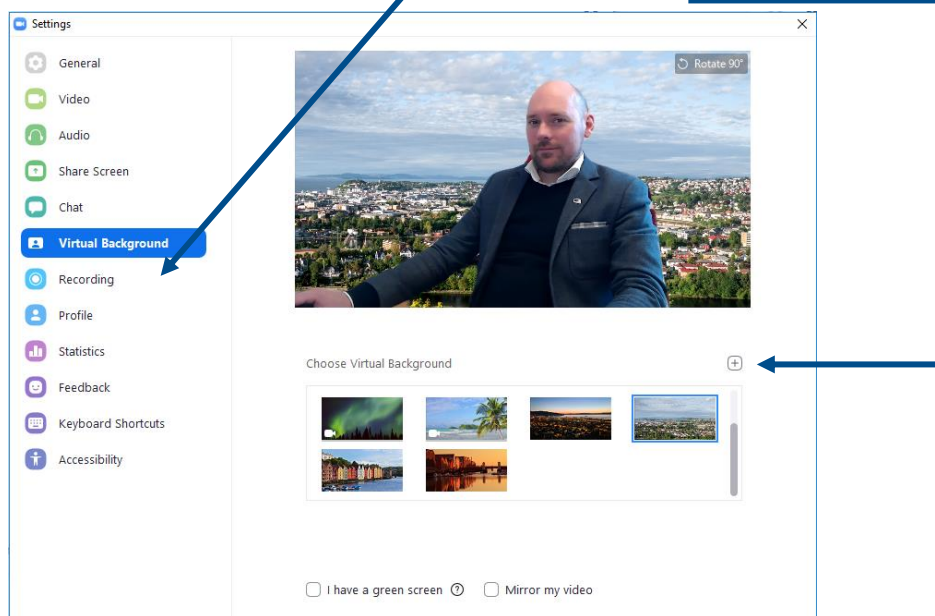 Settings
General
Video
Audio
Share Screen
Chat
Virtual Background
Recording
Profile
Statistics
Feedback
Keyboard Shortcuts
Accessibility
Rotate 90°
Choose Virtual Background
I have a green screen
Mirror my video